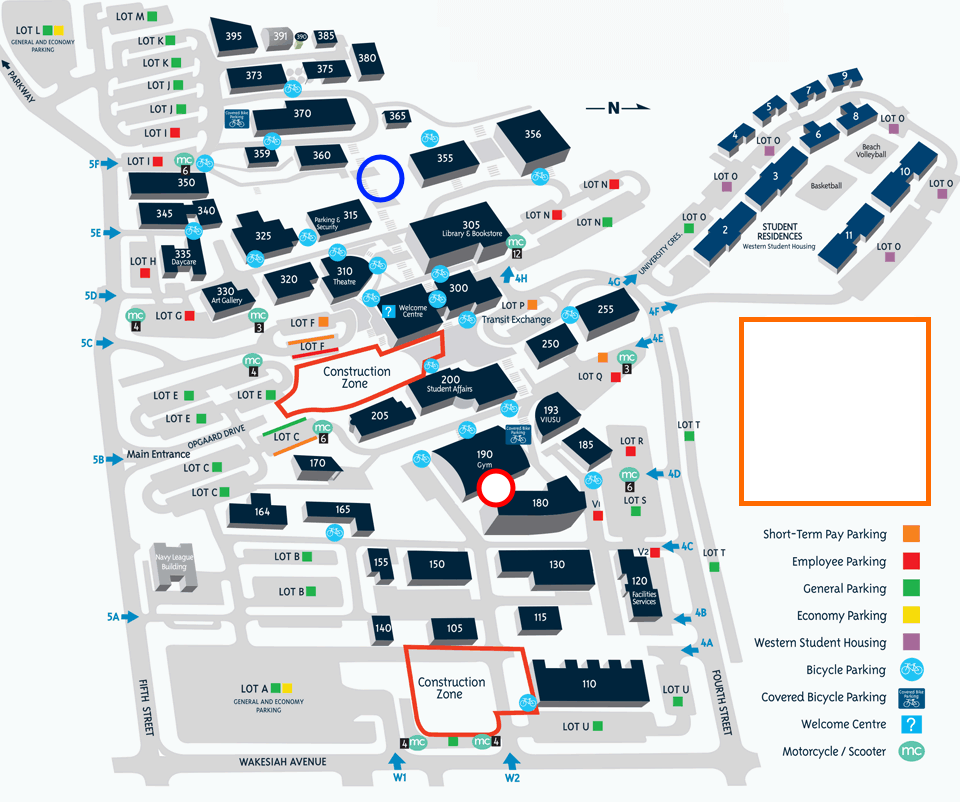 LOT M
LOT L
GENERAL AND ECONOMY
PARKING
LOT K
LOT K
LOT J
LOT J
LOT I
395
391
390
385
380
373
375
PARKWAY
Covered Bike
Parking
370
365
359
360
355
356
N
9
7
5
4
6
8
LOT O
LOT O
Beach
Volleyball
5F
LOT I
mc
6
350
LOT N
LOT O
3
Basketball
10
LOT O
345
340
325
Parking &
Security
315
305
Library & Bookstore
LOT N
LOT N
LOT O
2
STUDENT
RESIDENCES
Western Student Housing
11
LOT O
5E
335
Daycare
mc
12
UNIVERSITY CRES.
LOT H
320
310
Theatre
300
4H
4G
5D
330
Art Gallery
LOT P
255
4F
mc
4
LOT G
mc
3
LOT F
?
Welcome
Centre
Transit Exchange
5C
LOT F
250
4E
mc
4
Construction
Zone
200
Student Affairs
mc
3
LOT Q
LOT E
LOT E
LOT E
205
193
VIUSU
OPGAARD DRIVE
LOT C
mc
6
Covered Bike
Parking
LOT T
Main Entrance
5B
LOT C
170
190
Gym
185
LOT R
4D
mc
6
LOT C
164
165
180
V1
LOT S
Short-Term Pay Parking
Employee Parking
General Parking
Economy Parking
Western Student Housing
Bicycle Parking
Covered Bicycle Parking
Covered Bike
Parking
Welcome Centre
?
Motorcycle / Scooter
mc
Navy League
Building
LOT B
155
150
130
V2
4C
LOT T
LOT B
120
Facilities
Services
5A
140
105
115
4B
4A
LOT A
GENERAL AND ECONOMY
PARKING
Construction
Zone
110
LOT U
LOT U
FIFTH STREET
FOURTH STREET
4
mc
mc
4
WAKESIAH AVENUE
W1
W2